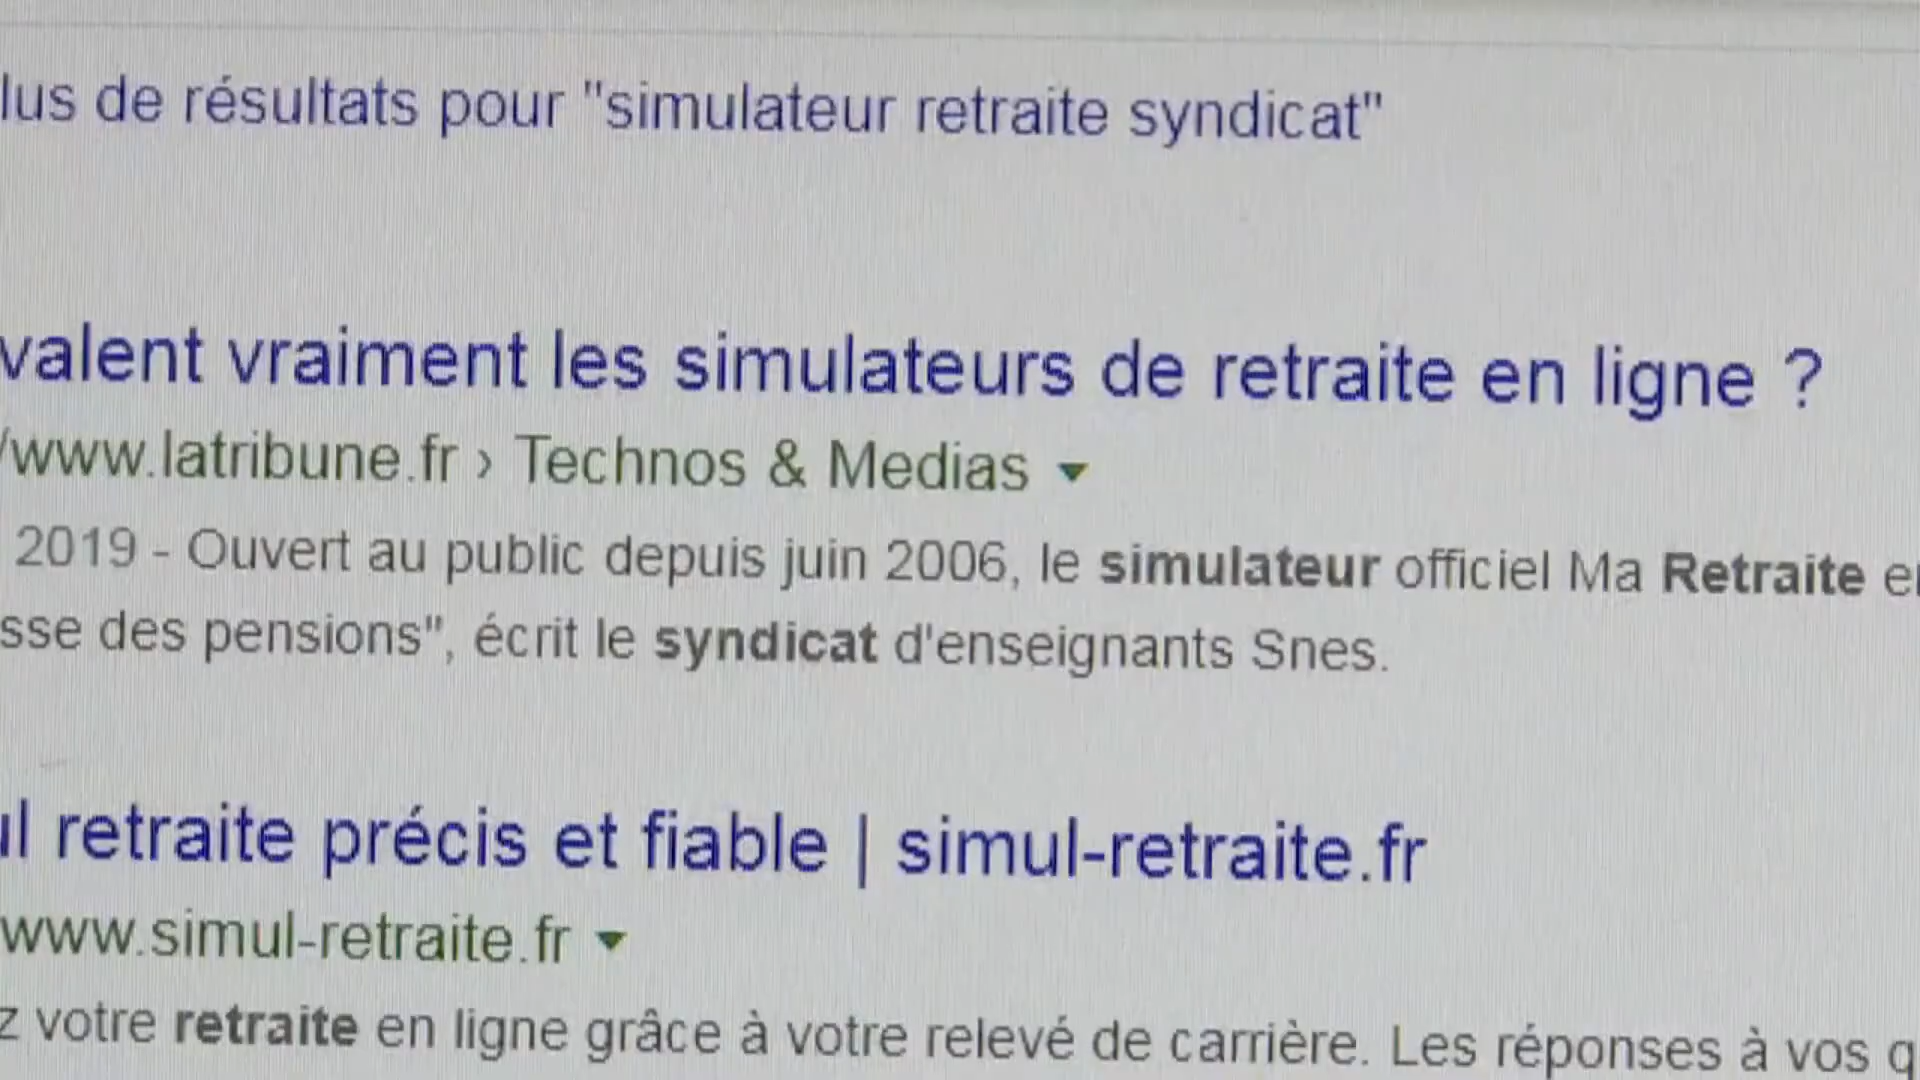 lus de résultats pour "simulateur retraite syndicat"
valent vraiment les simulateurs de retraite en ligne ?
/www.latribune.fr › Technos & Medias
2019 - Ouvert au public depuis juin 2006, le simulateur officiel Ma Retraite
sse des pensions", écrit le syndicat d'enseignants Snes.
ul retraite précis et fiable | simul-retraite.fr
www.simul-retraite.fr
z votre retraite en ligne grâce à votre relevé de carrière. Les réponses à vos q